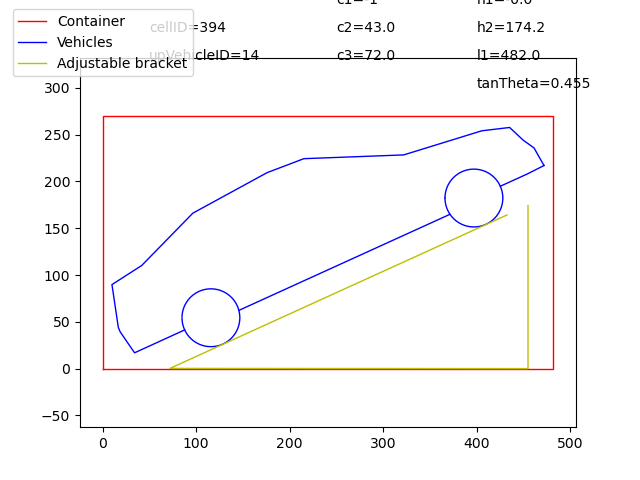 c1=-1 h1=-0.0
Container
cellID=394 c2=43.0 h2=174.2
Vehicles
upVehicleID=14 c3=72.0 l1=482.0
Adjustable bracket
tanTheta=0.455
300
250
200
150
100
50
0
−50
0 100 200 300 400 500